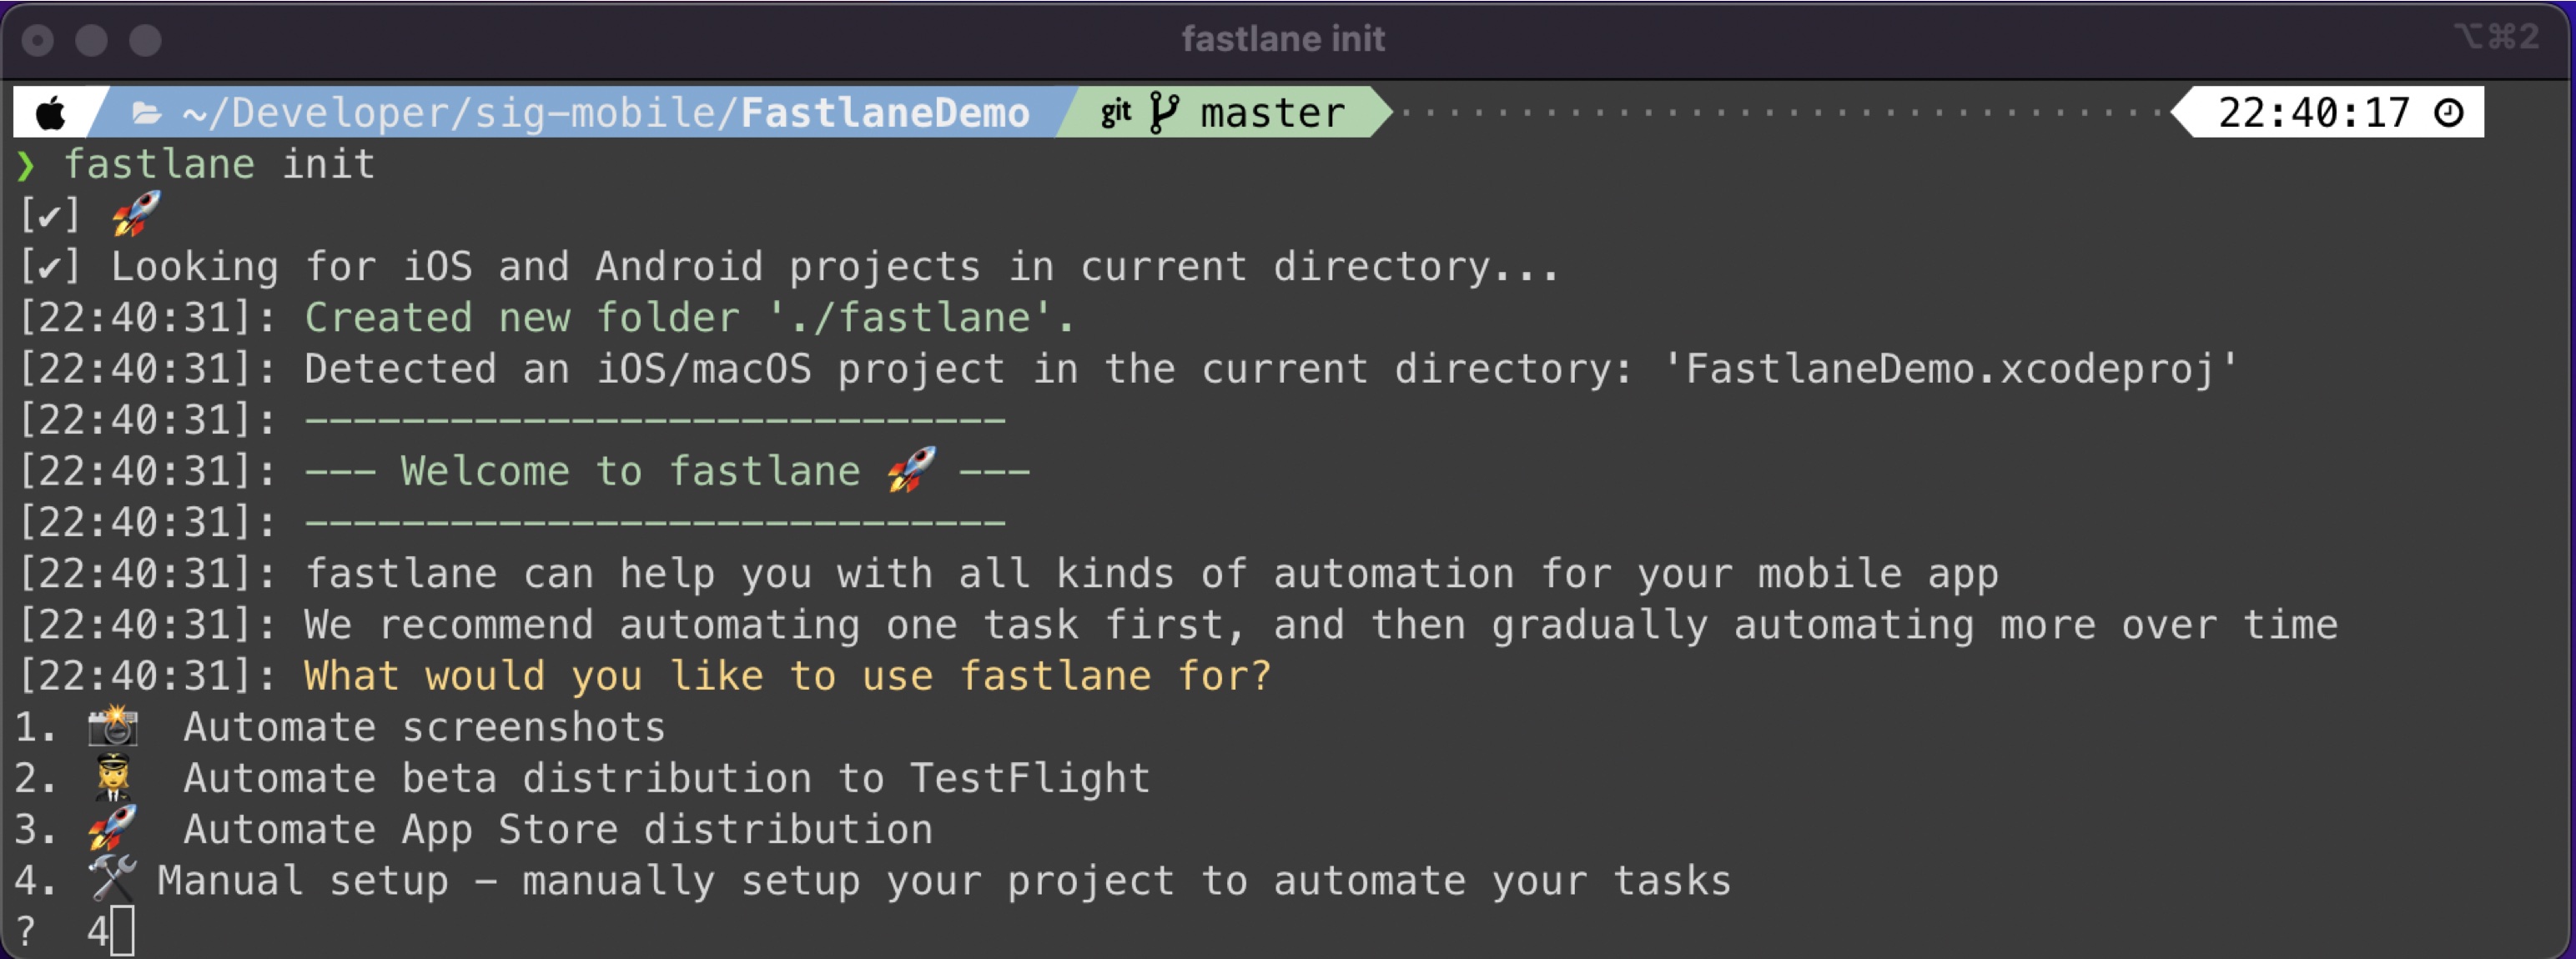 fastlane init ⌥⌘2
~/Developer/sig-mobile/FastlaneDemo git master 22:40:17
❯ fastlane init
[✔] 🚀
[✔] Looking for iOS and Android projects in current directory...
[22:40:31]: Created new folder './fastlane'.
[22:40:31]: Detected an iOS/macOS project in the current directory: 'FastlaneDemo.xcodeproj'
[22:40:31]: -----------------------------
[22:40:31]: --- Welcome to fastlane 🚀 ---
[22:40:31]: -----------------------------
[22:40:31]: fastlane can help you with all kinds of automation for your mobile app
[22:40:31]: We recommend automating one task first, and then gradually automating more over time
[22:40:31]: What would you like to use fastlane for?
1. 📸  Automate screenshots
2. 👩‍✈️  Automate beta distribution to TestFlight
3. 🚀  Automate App Store distribution
4. 🛠 Manual setup - manually setup your project to automate your tasks
?  4